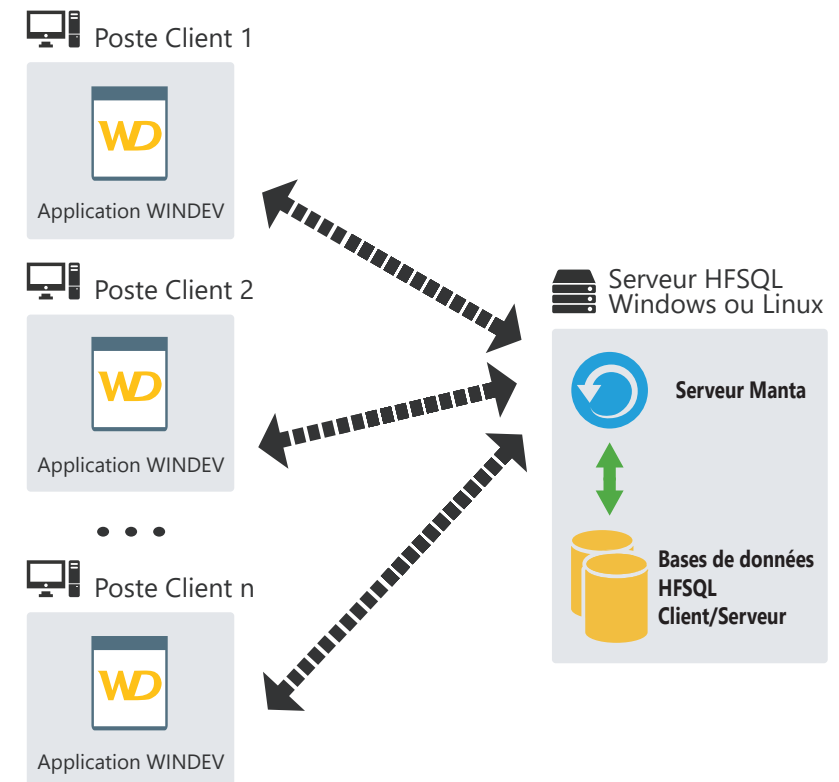 Poste Client 1
WD
Application WINDEV
Poste Client 2
WD
Application WINDEV
Poste Client n
WD
Application WINDEV
Serveur HFSQL
Windows ou Linux
Serveur Manta
Bases de données
HFSQL
Client/Serveur